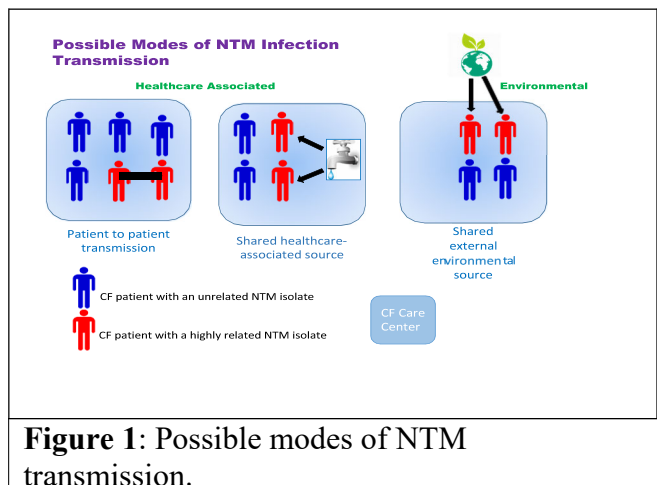 Possible Modes of NTM Infection
Transmission
Healthcare Associated
Environmental
Patient to patient
transmission
Shared healthcare-
associated source
Shared
external
environmental
source
CF patient with an unrelated NTM isolate
CF patient with a highly related NTM isolate
CF Care
Center
Figure 1: Possible modes of NTM
transmission.